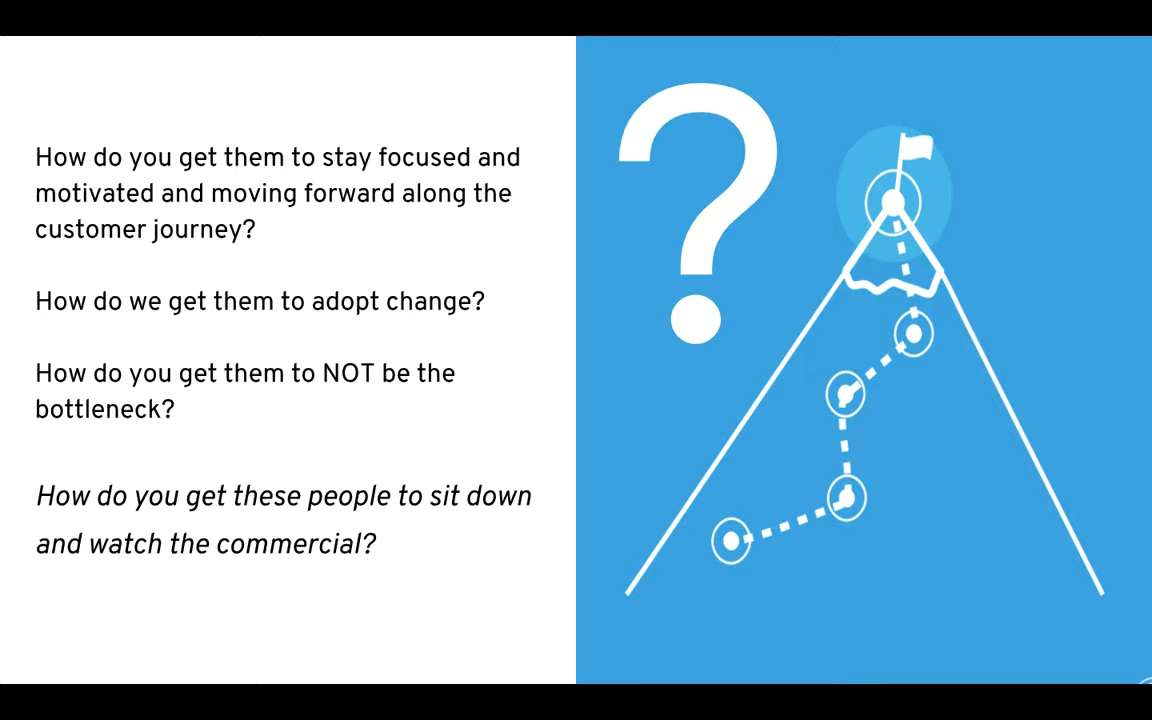 How do you get them to stay focused and
motivated and moving forward along the
customer journey?
How do we get them to adopt change?
How do you get them to NOT be the
bottleneck?
How do you get these people to sit down
and watch the commercial?
?